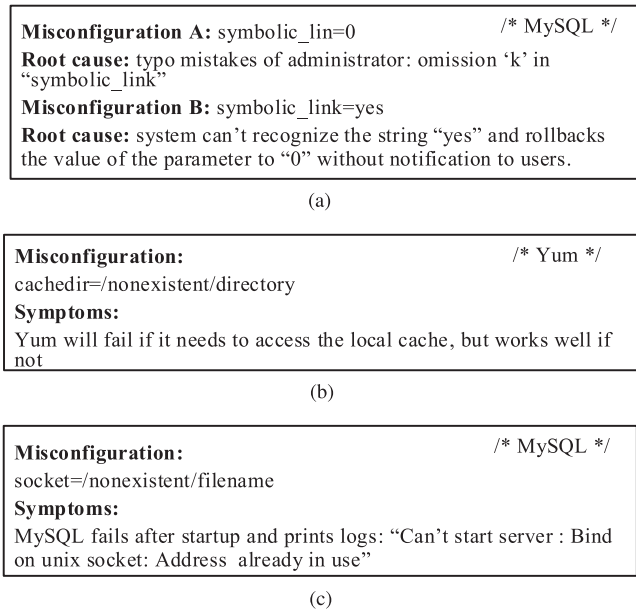 Misconfiguration A: symbolic_lin=0 /* MySQL */
Root cause: typo mistakes of administrator: omission ‘k’ in
“symbolic_link”
Misconfiguration B: symbolic_link=yes
Root cause: system can’t recognize the string “yes” and rollbacks
the value of the parameter to “0” without notification to users.
(a)
Misconfiguration: /* Yum */
cachedir=/nonexistent/directory
Symptoms:
Yum will fail if it needs to access the local cache, but works well if
not
(b)
Misconfiguration: /* MySQL */
socket=/nonexistent/filename
Symptoms:
MySQL fails after startup and prints logs: “Can’t start server : Bind
on unix socket: Address already in use”
(c)